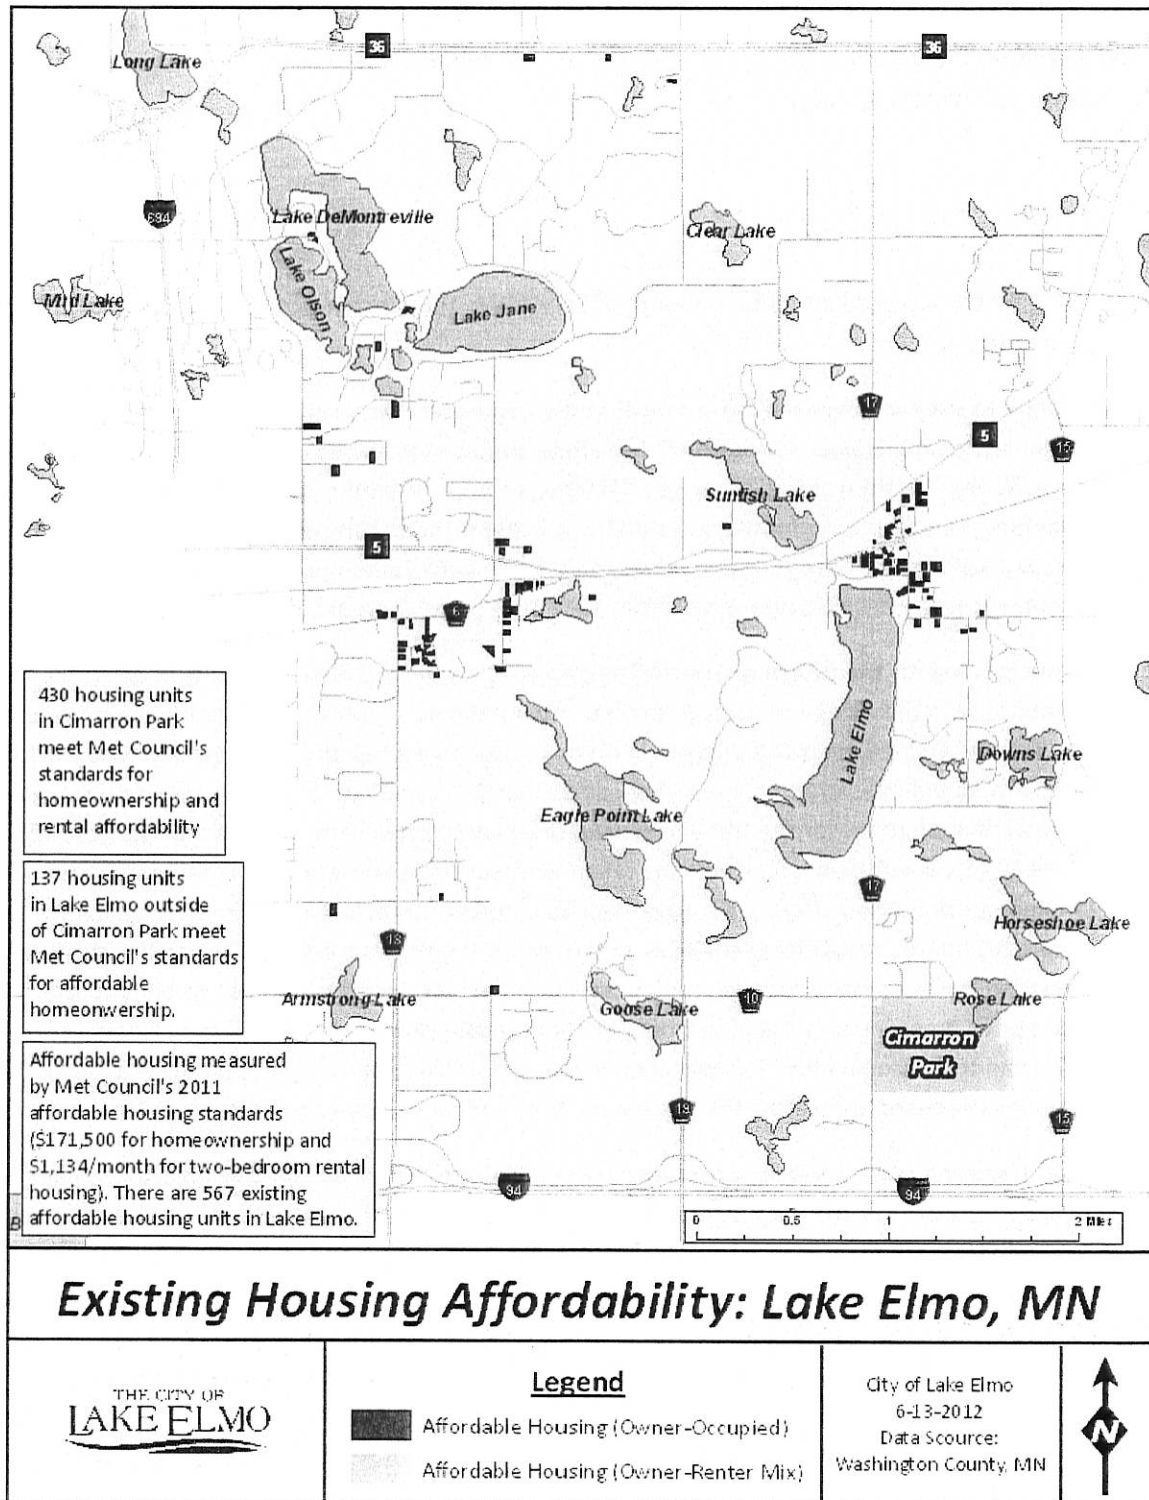 36
36
Long Lake
694
Lake DeMontreville
Clear Lake
15
Lake Olson
Mud Lake
Lake Jane
17
5
15
Sunfish Lake
5
6
430 housing units
in Cimarron Park
meet Met Council's
standards for
homeownership and
rental affordability
Lake Elmo
Downs Lake
Eagle Point Lake
137 housing units
in Lake Elmo outside
of Cimarron Park meet
Met Council's standards
for affordable
homeonwership.
17
13
Horseshoe Lake
Armstrong Lake
Goose Lake
10
Rose Lake
Cimarron
Park
Affordable housing measured
by Met Council's 2011
affordable housing standards
($171,500 for homeownership and
$1,134/month for two-bedroom rental
housing). There are 567 existing
affordable housing units in Lake Elmo.
19
15
94
94
0 0.5 1 2 Miles
Existing Housing Affordability: Lake Elmo, MN
THE CITY OF
LAKE ELMO
Legend
Affordable Housing (Owner-Occupied)
Affordable Housing (Owner-Renter Mix)
City of Lake Elmo
6-13-2012
Data Scource:
Washington County, MN
N